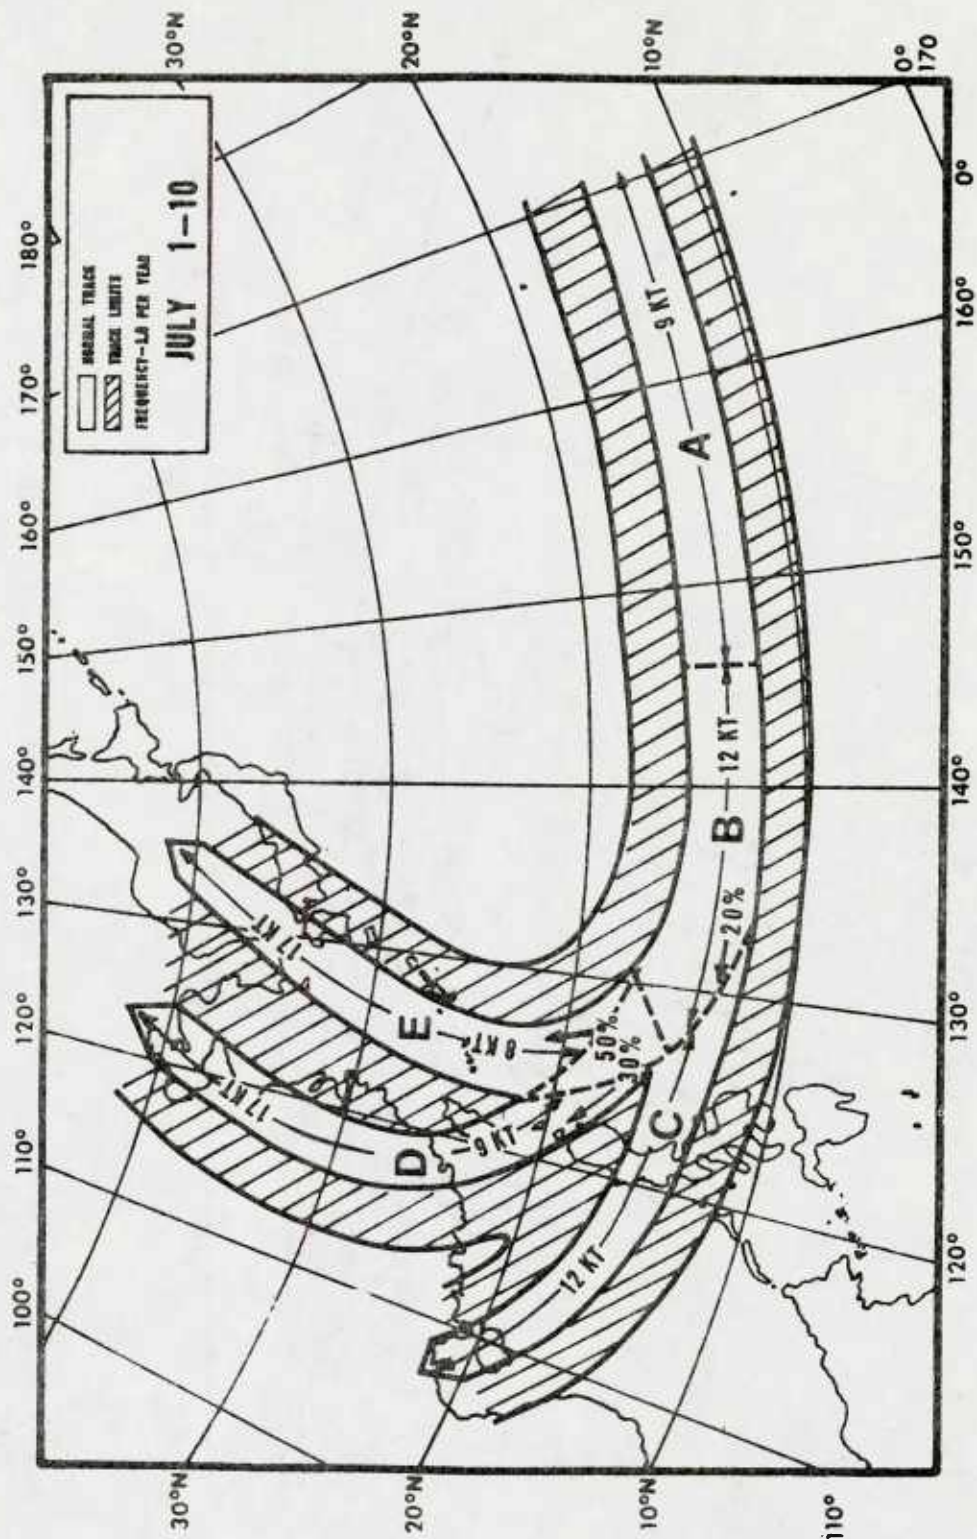 180°
170°
160°
150°
140°
130°
120°
110°
100°
30°N
20°N
10°N
0°
170
NORMAL TRACK
TRACK LIMITS
FREQUENCY-1.8 PER YEAR
JULY 1-10
9 KT
A
12 KT
B
20%
50%
30%
C
12 KT
8 KT
E
17 KT
9 KT
D
17 KT
30°N
20°N
10°N
110°
120°
130°
140°
150°
160°
0°